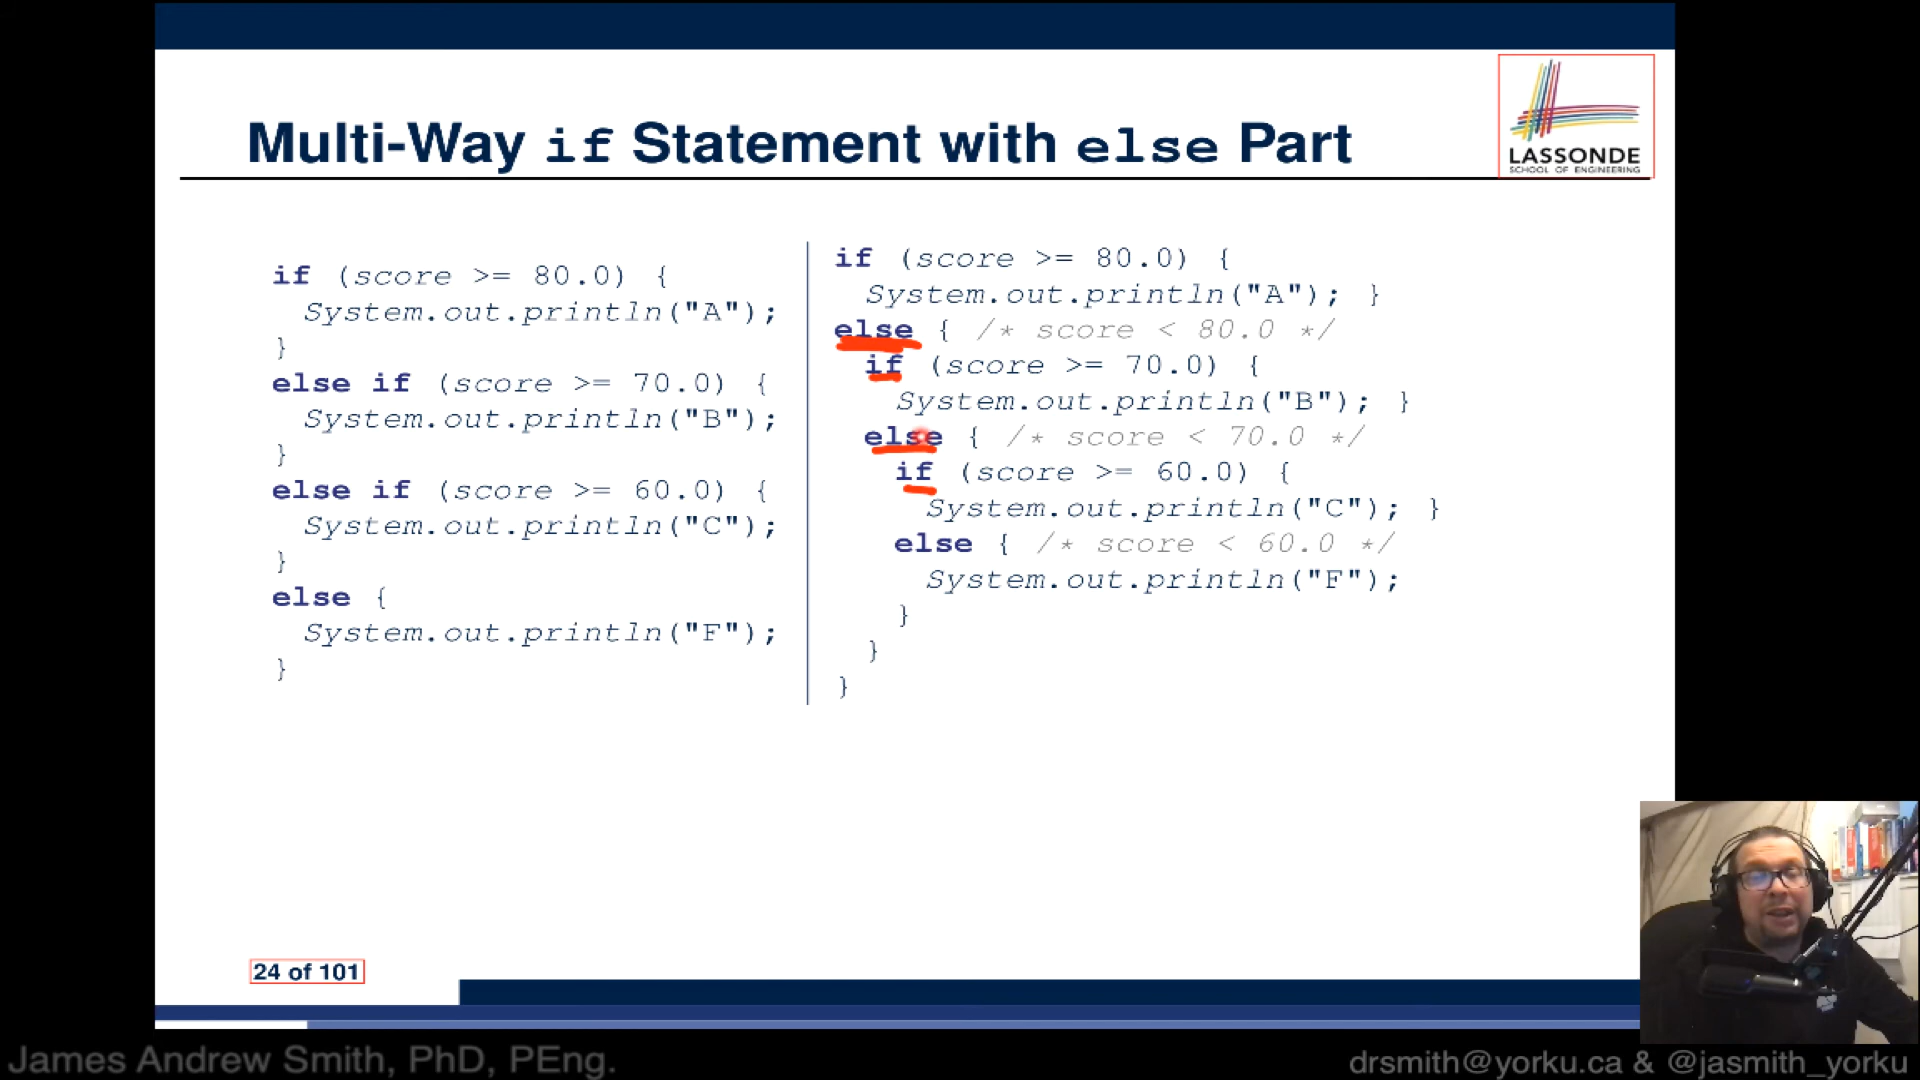 LASSONDE
SCHOOL OF ENGINEERING
Multi-Way if Statement with else Part
if (score >= 80.0) {
System.out.println("A");
}
else if (score >= 70.0) {
System.out.println("B");
}
else if (score >= 60.0) {
System.out.println("C");
}
else {
System.out.println("F");
}
if (score >= 80.0) {
System.out.println("A"); }
else { /* score < 80.0 */
if (score >= 70.0) {
System.out.println("B"); }
else { /* score < 70.0 */
if (score >= 60.0) {
System.out.println("C"); }
else { /* score < 60.0 */
System.out.println("F");
}
}
}
24 of 101
James Andrew Smith, PhD, PEng.
drsmith@yorku.ca & @jasmith_yorku